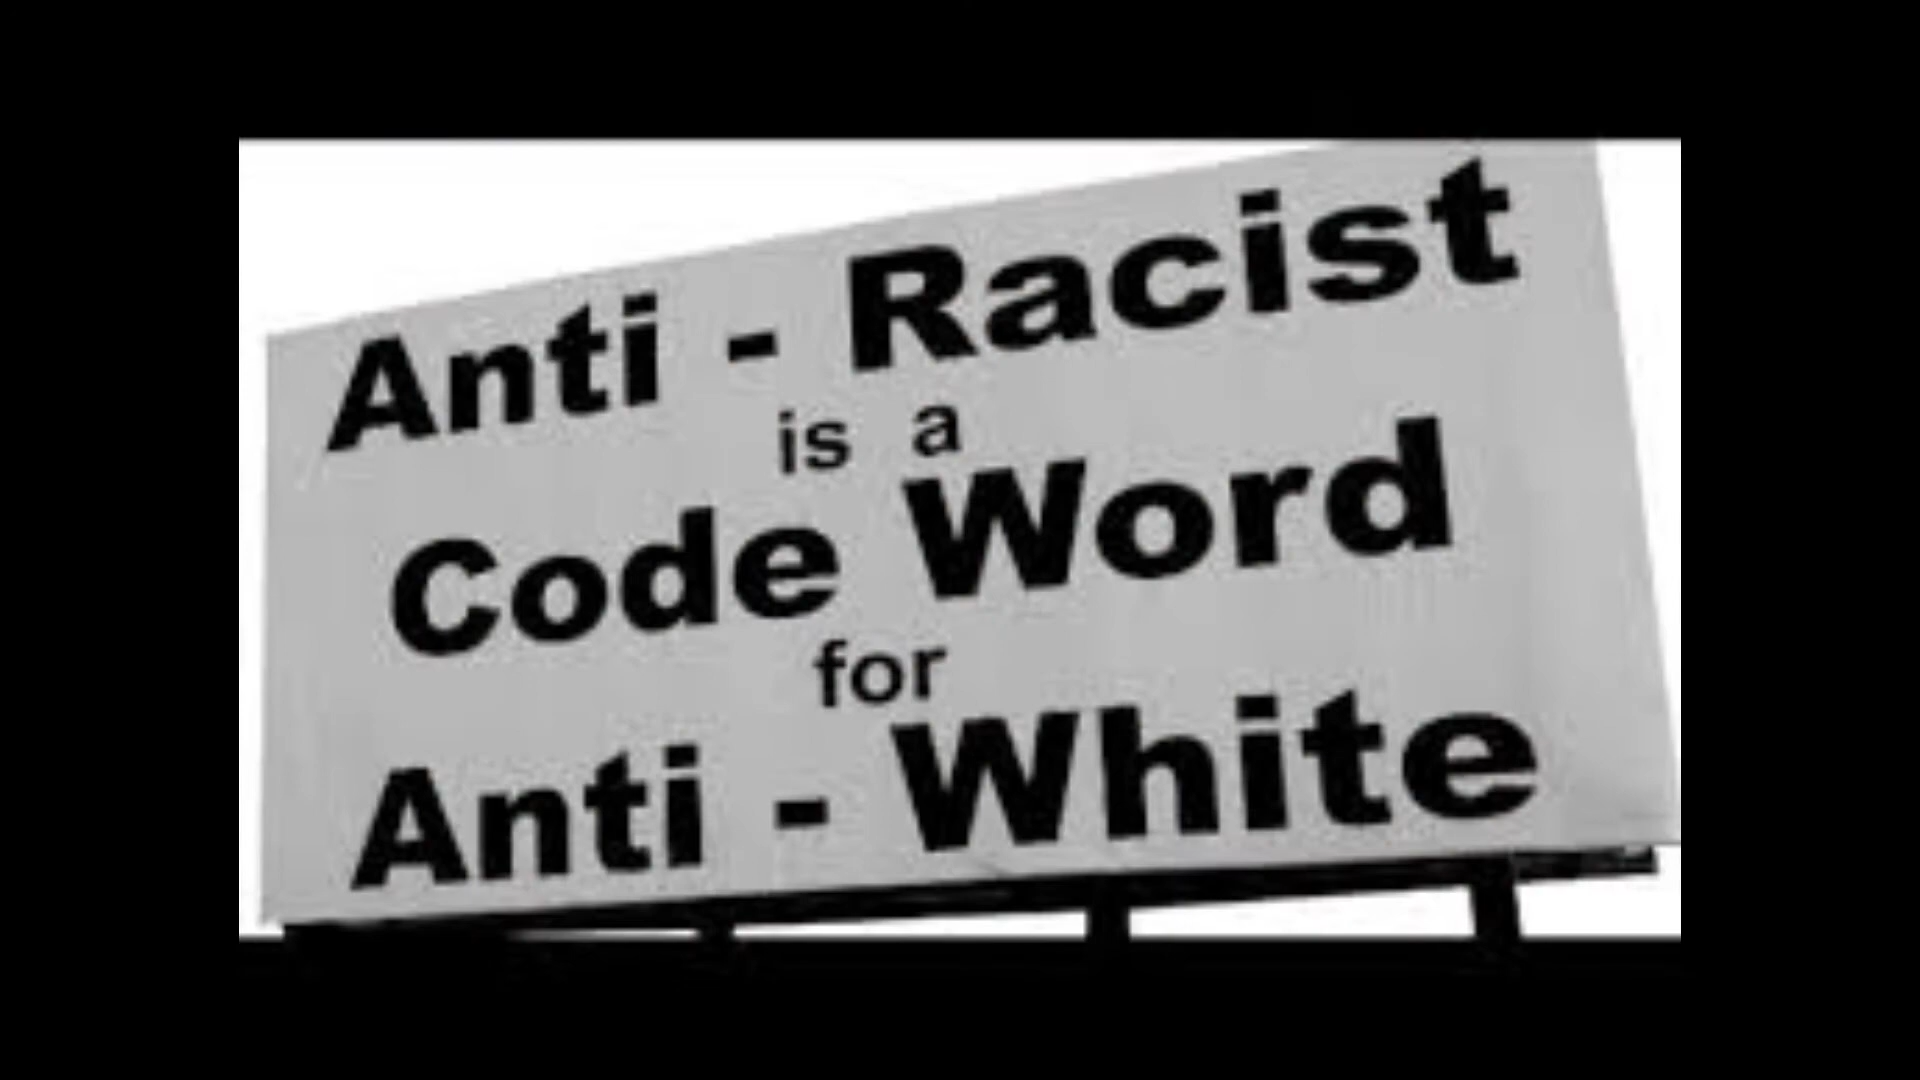 Anti - Racist
is a
Code Word
for
Anti - White